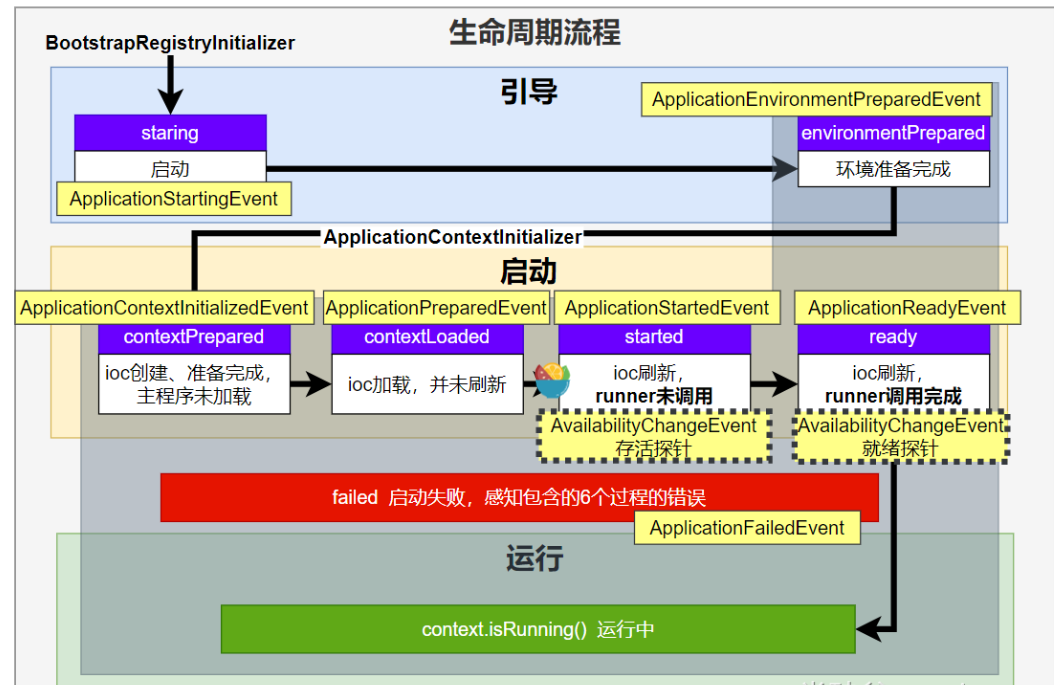 生命周期流程
BootstrapRegistryInitializer
引导
ApplicationEnvironmentPreparedEvent
staring
environmentPrepared
启动
环境准备完成
ApplicationStartingEvent
ApplicationContextInitializer
启动
ApplicationContextInitializedEvent
ApplicationPreparedEvent
ApplicationStartedEvent
ApplicationReadyEvent
contextPrepared
contextLoaded
started
ready
ioc创建、准备完成，
主程序未加载
ioc加载，并未刷新
ioc刷新，
runner未调用
ioc刷新，
runner调用完成
AvailabilityChangeEvent
存活探针
AvailabilityChangeEvent
就绪探针
failed 启动失败，感知包含的6个过程的错误
ApplicationFailedEvent
运行
context.isRunning() 运行中